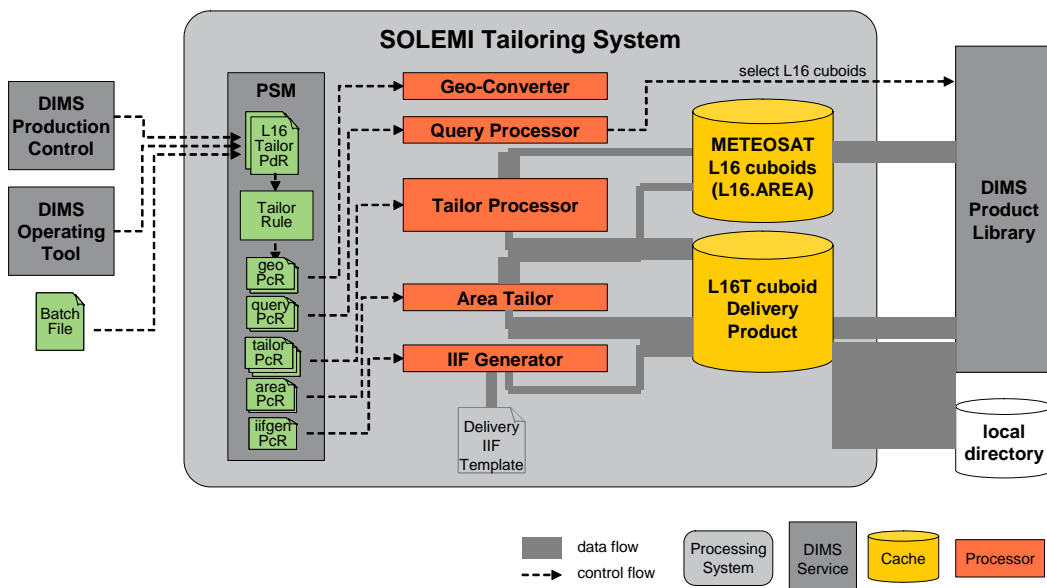 SOLEMI Tailoring System
DIMS
Production
Control
DIMS
Operating
Tool
Batch
File
PSM
L16
Tailor
PdR
Tailor
Rule
geo
PcR
query
PcR
tailor
PcR
area
PcR
iifgen
PcR
Geo-Converter
Query Processor
Tailor Processor
Area Tailor
IIF Generator
Delivery
IIF
Template
select L16 cuboids
METEOSAT
L16 cuboids
(L16.AREA)
L16T cuboid
Delivery
Product
DIMS
Product
Library
local
directory
data flow
control flow
Processing
System
DIMS
Service
Cache
Processor